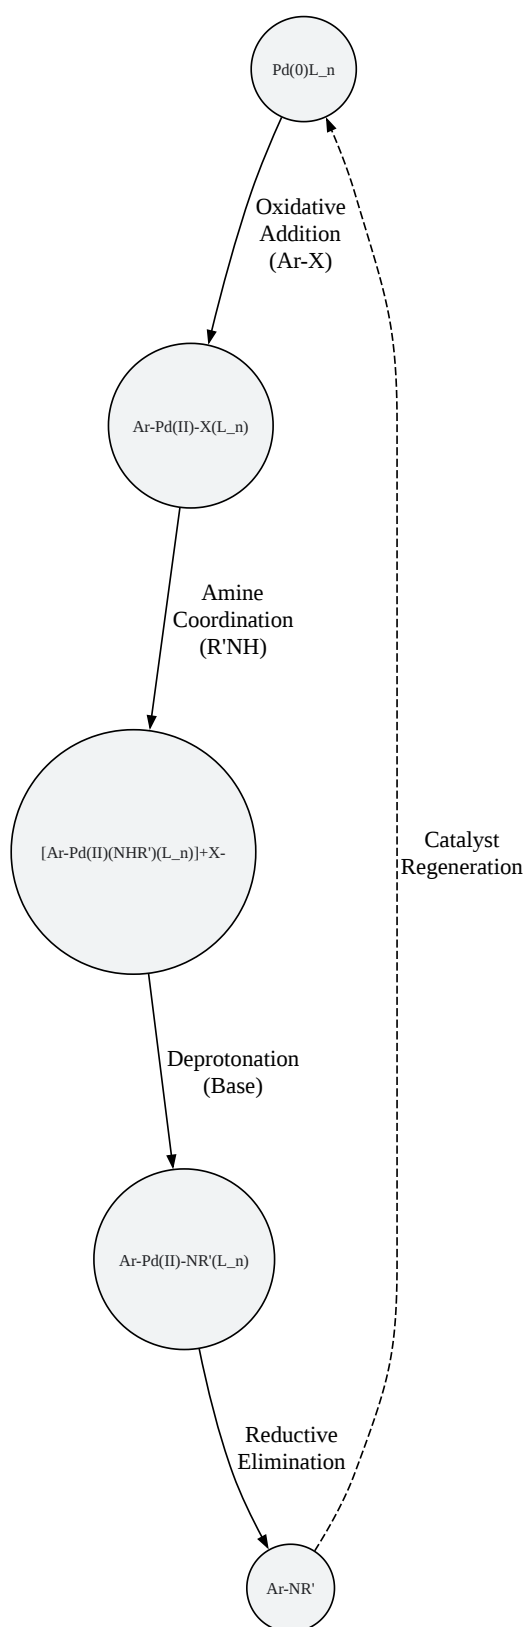 Pd(0)L_n
Oxidative
Addition
(Ar-X)
Ar-Pd(II)-X(L_n)
Amine
Coordination
(R'NH)
[Ar-Pd(II)(NHR')(L_n)]+X-
Catalyst
Regeneration
Deprotonation
(Base)
Ar-Pd(II)-NR'(L_n)
Reductive
Elimination
Ar-NR'